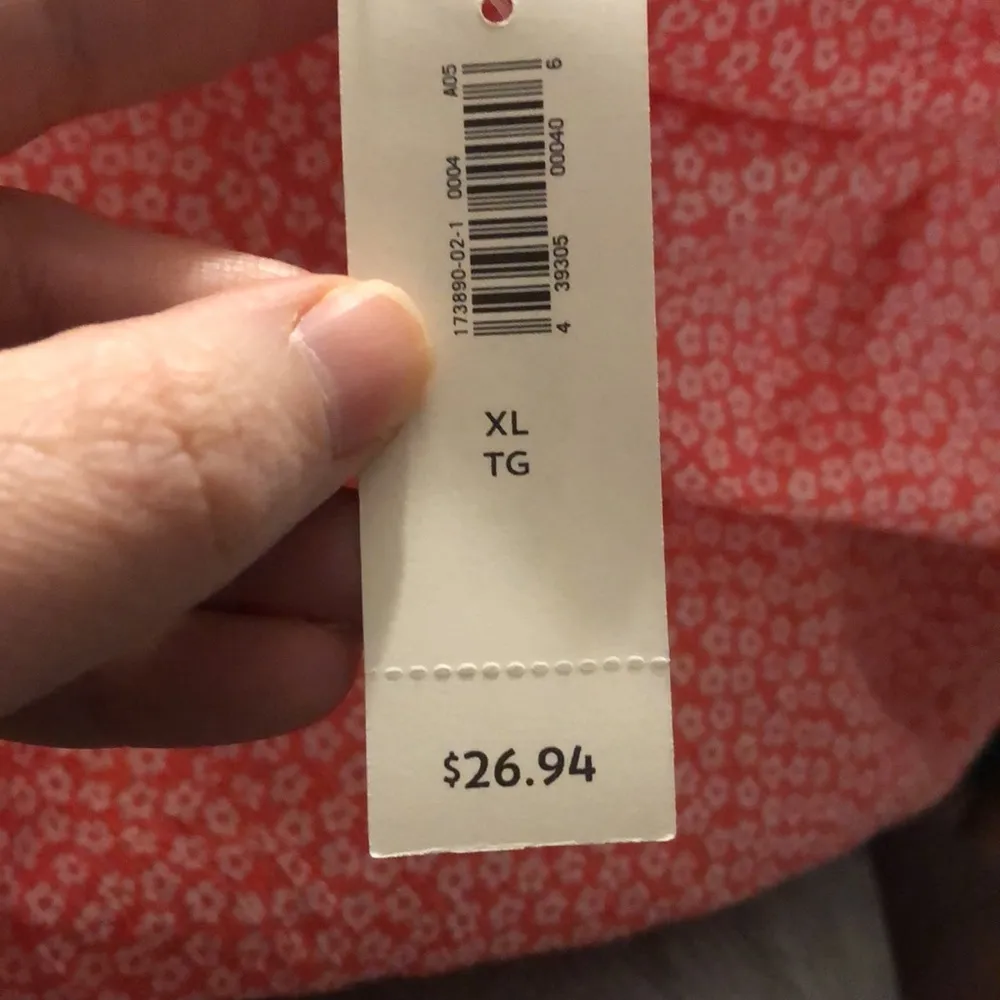 173890-02-1 0004 A05
4 39305 00040 6
XL
TG
$26.94